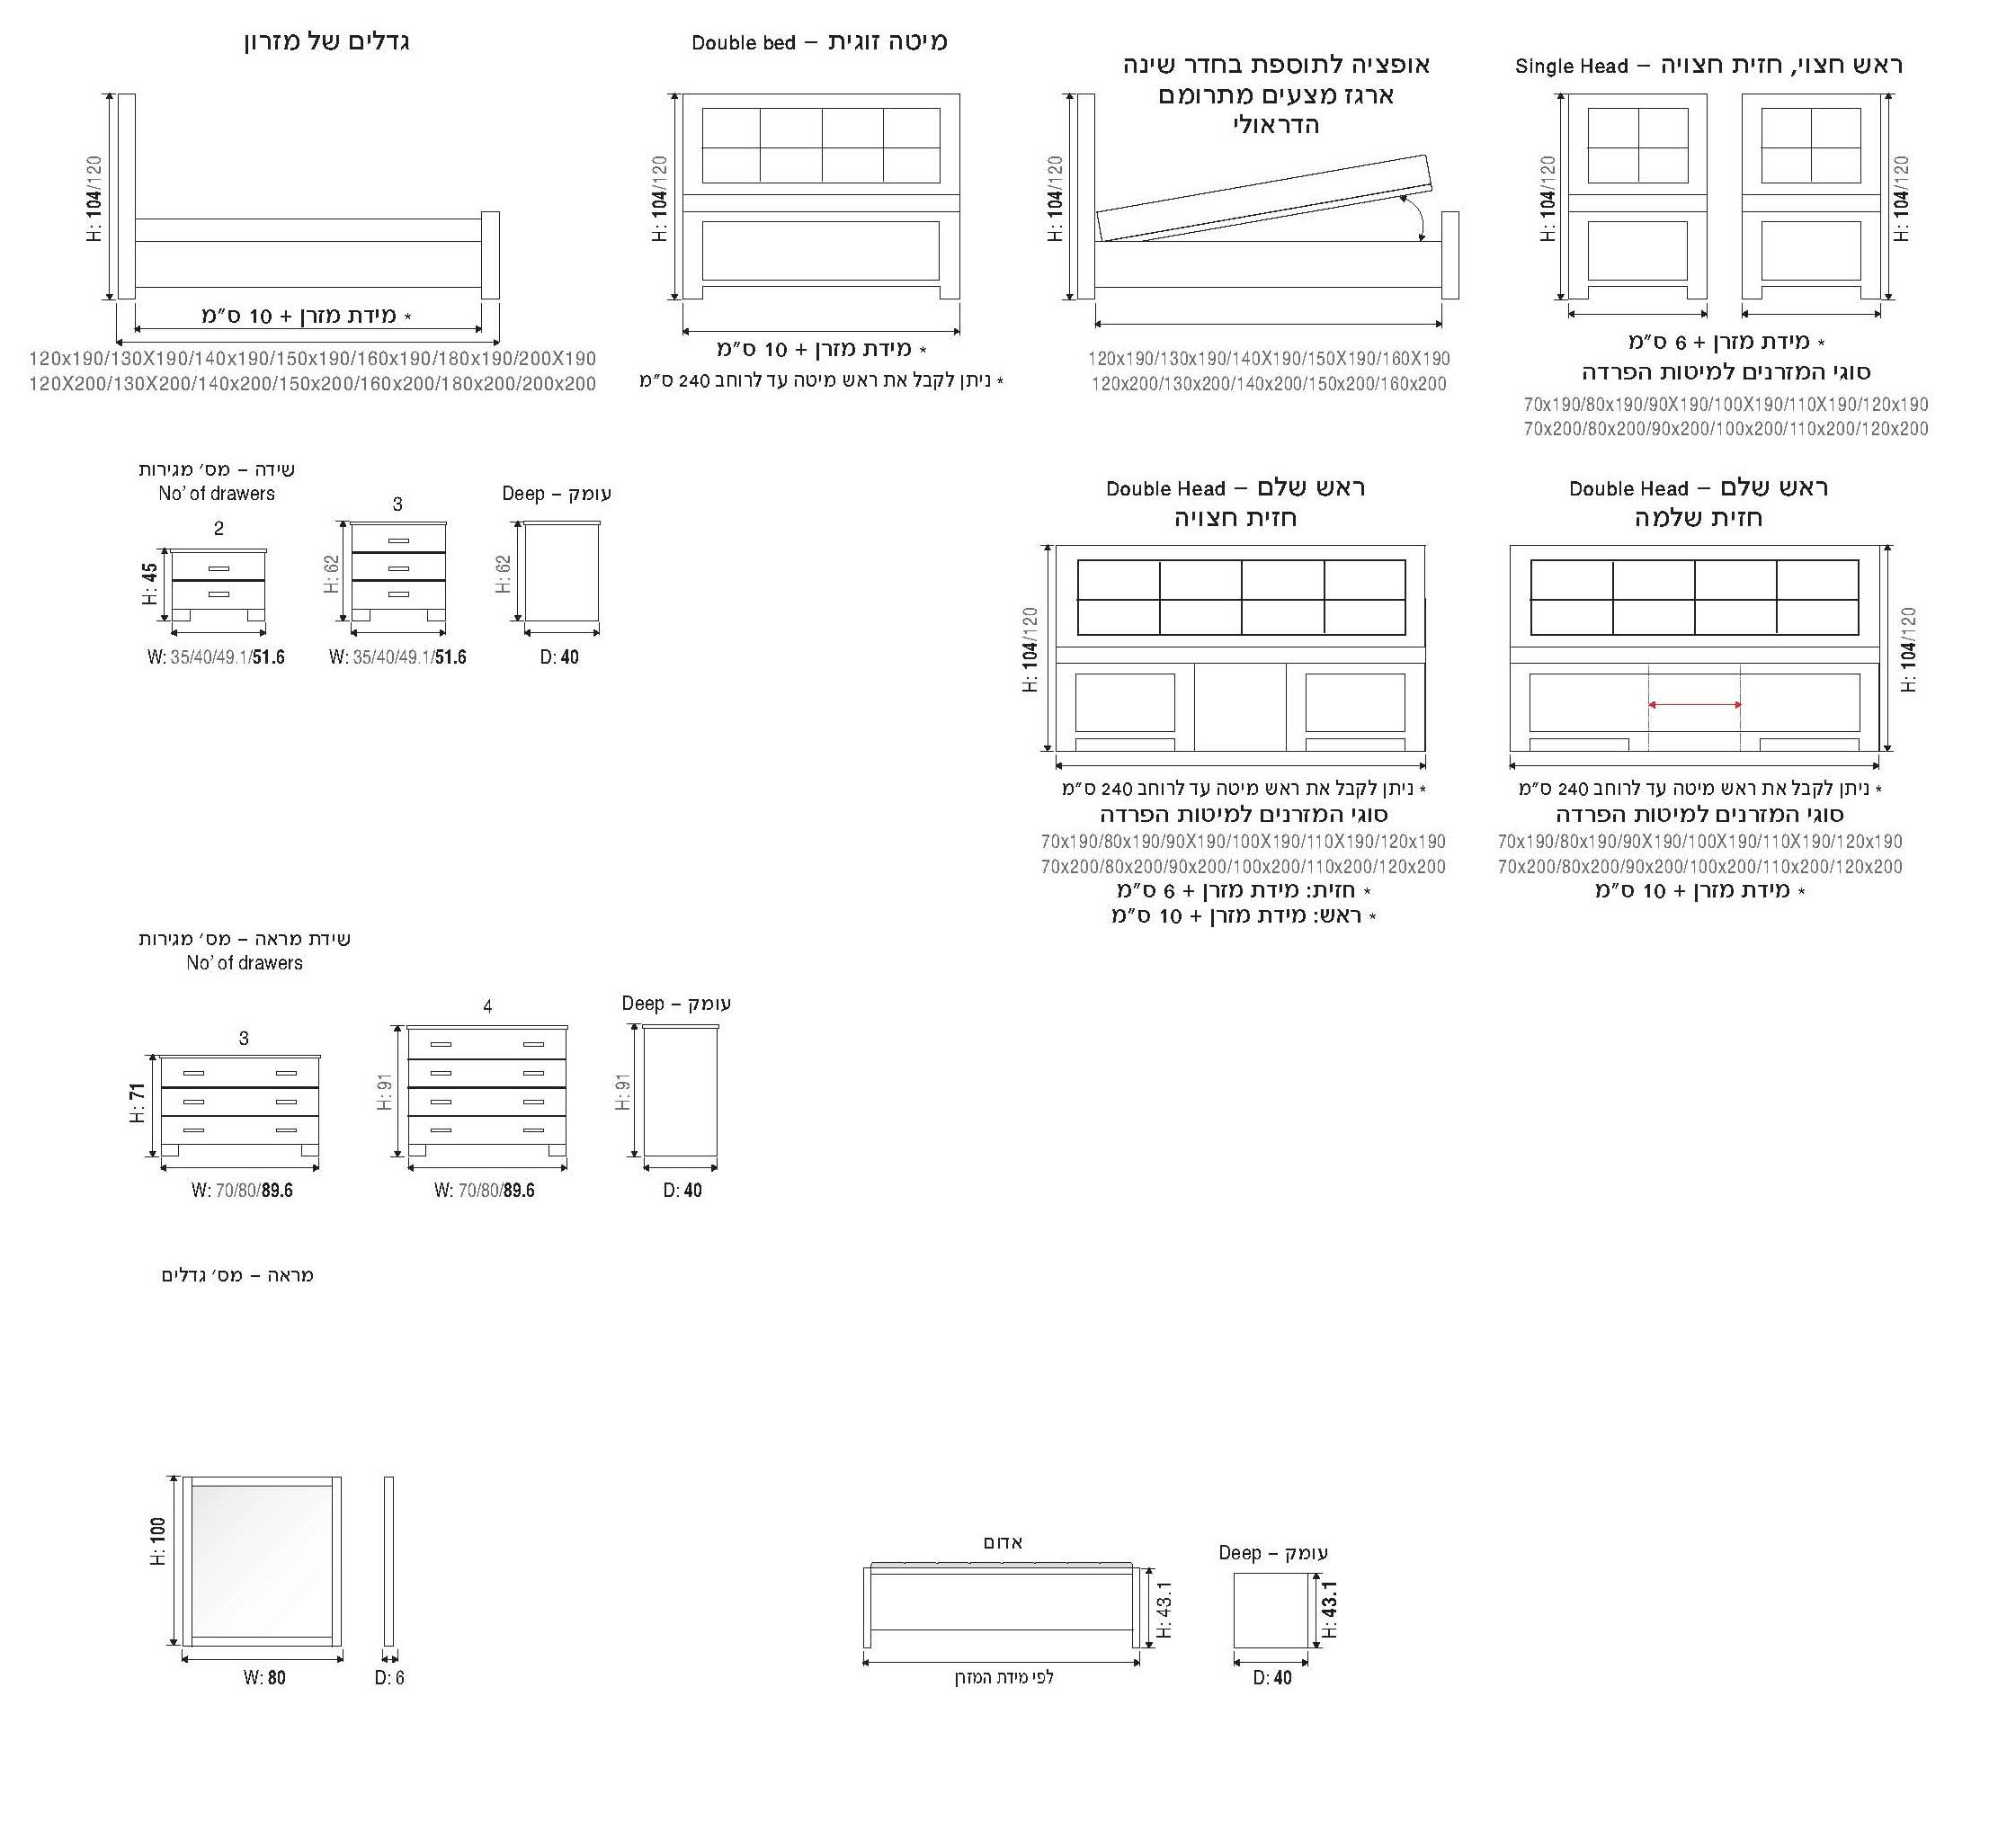 גדלים של מזרון
H: 104/120
* מידת מזרן + 10 ס"מ
120x190/130X190/140x190/150x190/160x190/180x190/200X190
120X200/130X200/140x200/150x200/160x200/180x200/200x200
מיטה זוגית – Double bed
H: 104/120
* מידת מזרן + 10 ס"מ
* ניתן לקבל את ראש מיטה עד לרוחב 240 ס"מ
אופציה לתוספת בחדר שינה
ארגז מצעים מתרומם
הדראולי
H: 104/120
120x190/130x190/140X190/150X190/160X190
120x200/130x200/140x200/150x200/160x200
ראש חצוי, חזית חצויה – Single Head
H: 104/120
H: 104/120
* מידת מזרן + 6 ס"מ
סוגי המזרנים למיטות הפרדה
70x190/80x190/90X190/100X190/110X190/120x190
70x200/80x200/90x200/100x200/110x200/120x200
שידה – מס' מגירות
No' of drawers
2
H: 45
W: 35/40/49.1/51.6
3
H: 62
W: 35/40/49.1/51.6
עומק – Deep
H: 62
D: 40
ראש שלם – Double Head
חזית חצויה
H: 104/120
* ניתן לקבל את ראש מיטה עד לרוחב 240 ס"מ
סוגי המזרנים למיטות הפרדה
70x190/80x190/90X190/100X190/110X190/120x190
70x200/80x200/90x200/100x200/110x200/120x200
* חזית: מידת מזרן + 6 ס"מ
* ראש: מידת מזרן + 10 ס"מ
ראש שלם – Double Head
חזית שלמה
H: 104/120
* ניתן לקבל את ראש מיטה עד לרוחב 240 ס"מ
סוגי המזרנים למיטות הפרדה
70x190/80x190/90X190/100X190/110X190/120x190
70x200/80x200/90x200/100x200/110x200/120x200
* מידת מזרן + 10 ס"מ
שידת מראה – מס' מגירות
No' of drawers
3
H: 71
W: 70/80/89.6
4
H: 91
W: 70/80/89.6
עומק – Deep
H: 91
D: 40
מראה – מס' גדלים
H: 100
W: 80
D: 6
אדום
H: 43.1
לפי מידת המזרן
עומק – Deep
H: 43.1
D: 40